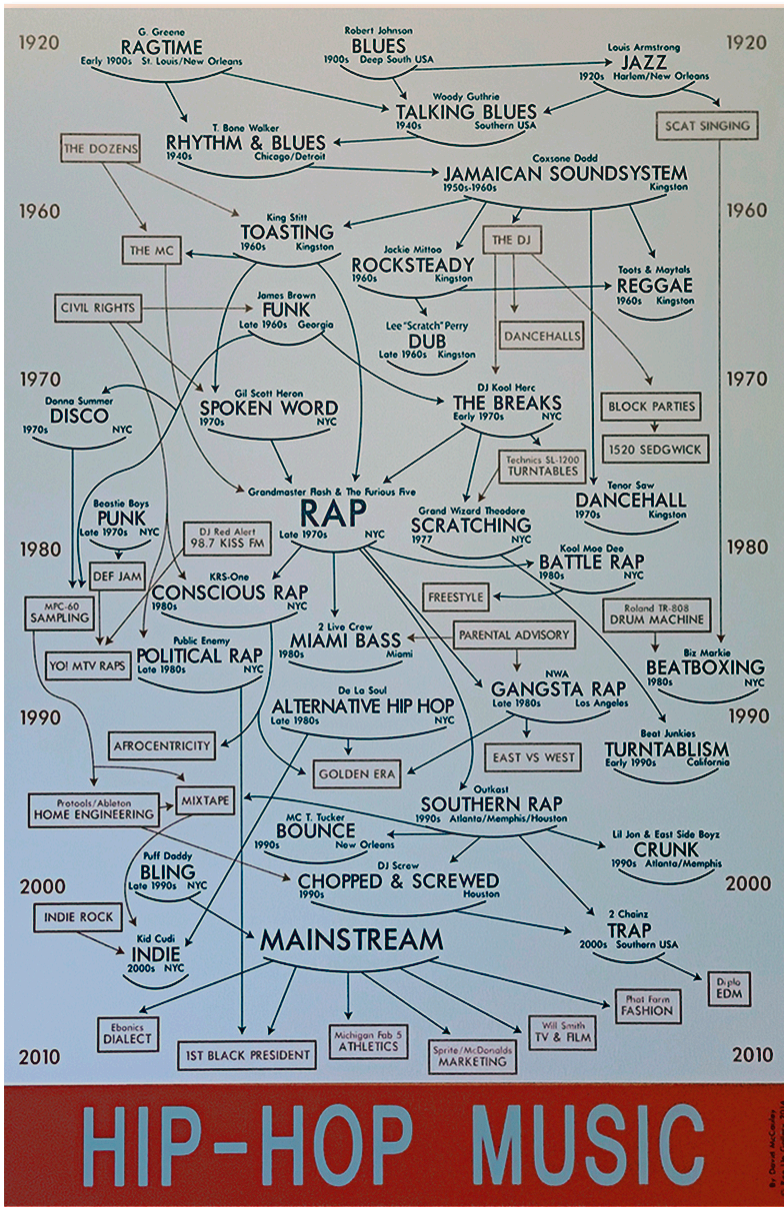 1920
1920
G. Greene
RAGTIME
Early 1900s St. Louis/New Orleans
Robert Johnson
BLUES
1900s Deep South USA
Louis Armstrong
JAZZ
1920s Harlem/New Orleans
Woody Guthrie
TALKING BLUES
1940s Southern USA
SCAT SINGING
T. Bone Walker
RHYTHM & BLUES
1940s Chicago/Detroit
THE DOZENS
Coxsone Dodd
JAMAICAN SOUNDSYSTEM
1950s-1960s Kingston
1960
1960
King Stitt
TOASTING
1960s Kingston
THE MC
THE DJ
Jackie Mittoo
ROCKSTEADY
1960s Kingston
Toots & Maytals
REGGAE
1960s Kingston
CIVIL RIGHTS
James Brown
FUNK
Late 1960s Georgia
Lee "Scratch" Perry
DUB
Late 1960s Kingston
DANCEHALLS
1970
1970
Donna Summer
DISCO
1970s NYC
Gil Scott Heron
SPOKEN WORD
1970s NYC
DJ Kool Herc
THE BREAKS
Early 1970s NYC
BLOCK PARTIES
1520 SEDGWICK
Technics SL-1200
TURNTABLES
Grandmaster Flash & The Furious Five
RAP
Late 1970s NYC
Tenor Saw
DANCEHALL
1970s Kingston
Beastie Boys
PUNK
Late 1970s NYC
DJ Red Alert
98.7 KISS FM
Grand Wizard Theodore
SCRATCHING
1977 NYC
1980
1980
Kool Moe Dee
BATTLE RAP
1980s NYC
DEF JAM
KRS-One
CONSCIOUS RAP
1980s NYC
FREESTYLE
MPC-60
SAMPLING
Roland TR-808
DRUM MACHINE
2 Live Crew
MIAMI BASS
1980s Miami
PARENTAL ADVISORY
YO! MTV RAPS
Public Enemy
POLITICAL RAP
Late 1980s NYC
Biz Markie
BEATBOXING
1980s NYC
NWA
GANGSTA RAP
Late 1980s Los Angeles
De La Soul
ALTERNATIVE HIP HOP
Late 1980s NYC
1990
1990
AFROCENTRICITY
EAST VS WEST
Beat Junkies
TURNTABLISM
Early 1990s California
GOLDEN ERA
Protools/Ableton
HOME ENGINEERING
MIXTAPE
Outkast
SOUTHERN RAP
1990s Atlanta/Memphis/Houston
MC T. Tucker
BOUNCE
1990s New Orleans
Lil Jon & East Side Boyz
CRUNK
1990s Atlanta/Memphis
Puff Daddy
BLING
Late 1990s NYC
DJ Screw
CHOPPED & SCREWED
1990s Houston
2000
2000
INDIE ROCK
2 Chainz
TRAP
2000s Southern USA
Kid Cudi
INDIE
2000s NYC
MAINSTREAM
Diplo
EDM
Phat Farm
FASHION
Ebonics
DIALECT
1ST BLACK PRESIDENT
Michigan Fab 5
ATHLETICS
Will Smith
TV & FILM
Sprite/McDonalds
MARKETING
2010
2010
HIP-HOP MUSIC